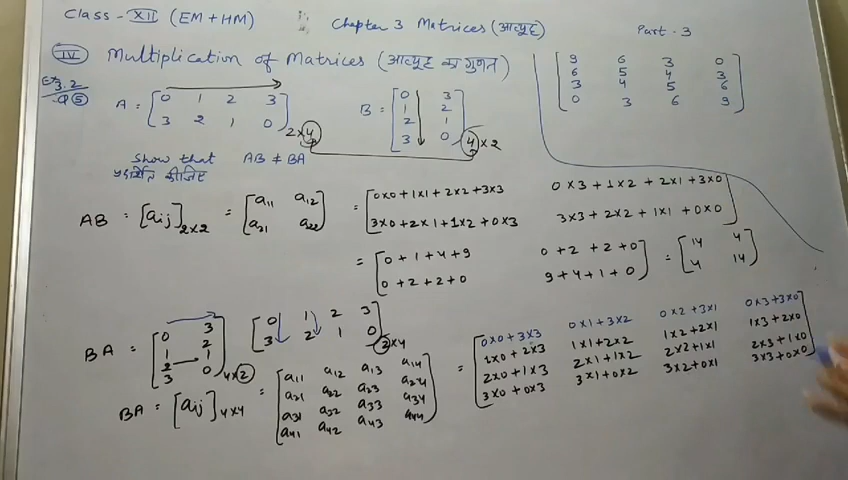 Class - XII (EM + HM) Chapter 3 Matrices (आव्यूह) Part - 3
IV Multiplication of Matrices (आव्यूह का गुणन)
Ex 3.2
Q 5
A = [0 1 2 3
3 2 1 0] 2×4
B = [0 3
1 2
2 1
3 0] 4×2
[9 6 3 0
6 5 4 3
3 4 5 6
0 3 6 9]
Show that AB ≠ BA
प्रदर्शित कीजिए
AB = [aij]2×2 = [a11 a12
a21 a22]
= [0×0+1×1+2×2+3×3 0×3+1×2+2×1+3×0
3×0+2×1+1×2+0×3 3×3+2×2+1×1+0×0]
= [0+1+4+9 0+2+2+0
0+2+2+0 9+4+1+0]
= [14 4
4 14]
BA = [0 3
1 2
2 1
3 0] 4×2
[0 1 2 3
3 2 1 0] 2×4
BA = [aij]4×4
= [a11 a12 a13 a14
a21 a22 a23 a24
a31 a32 a33 a34
a41 a42 a43 a44]
= [0×0+3×3 0×1+3×2 0×2+3×1 0×3+3×0
1×0+2×3 1×1+2×2 1×2+2×1 1×3+2×0
2×0+1×3 2×1+1×2 2×2+1×1 2×3+1×0
3×0+0×3 3×1+0×2 3×2+0×1 3×3+0×0]